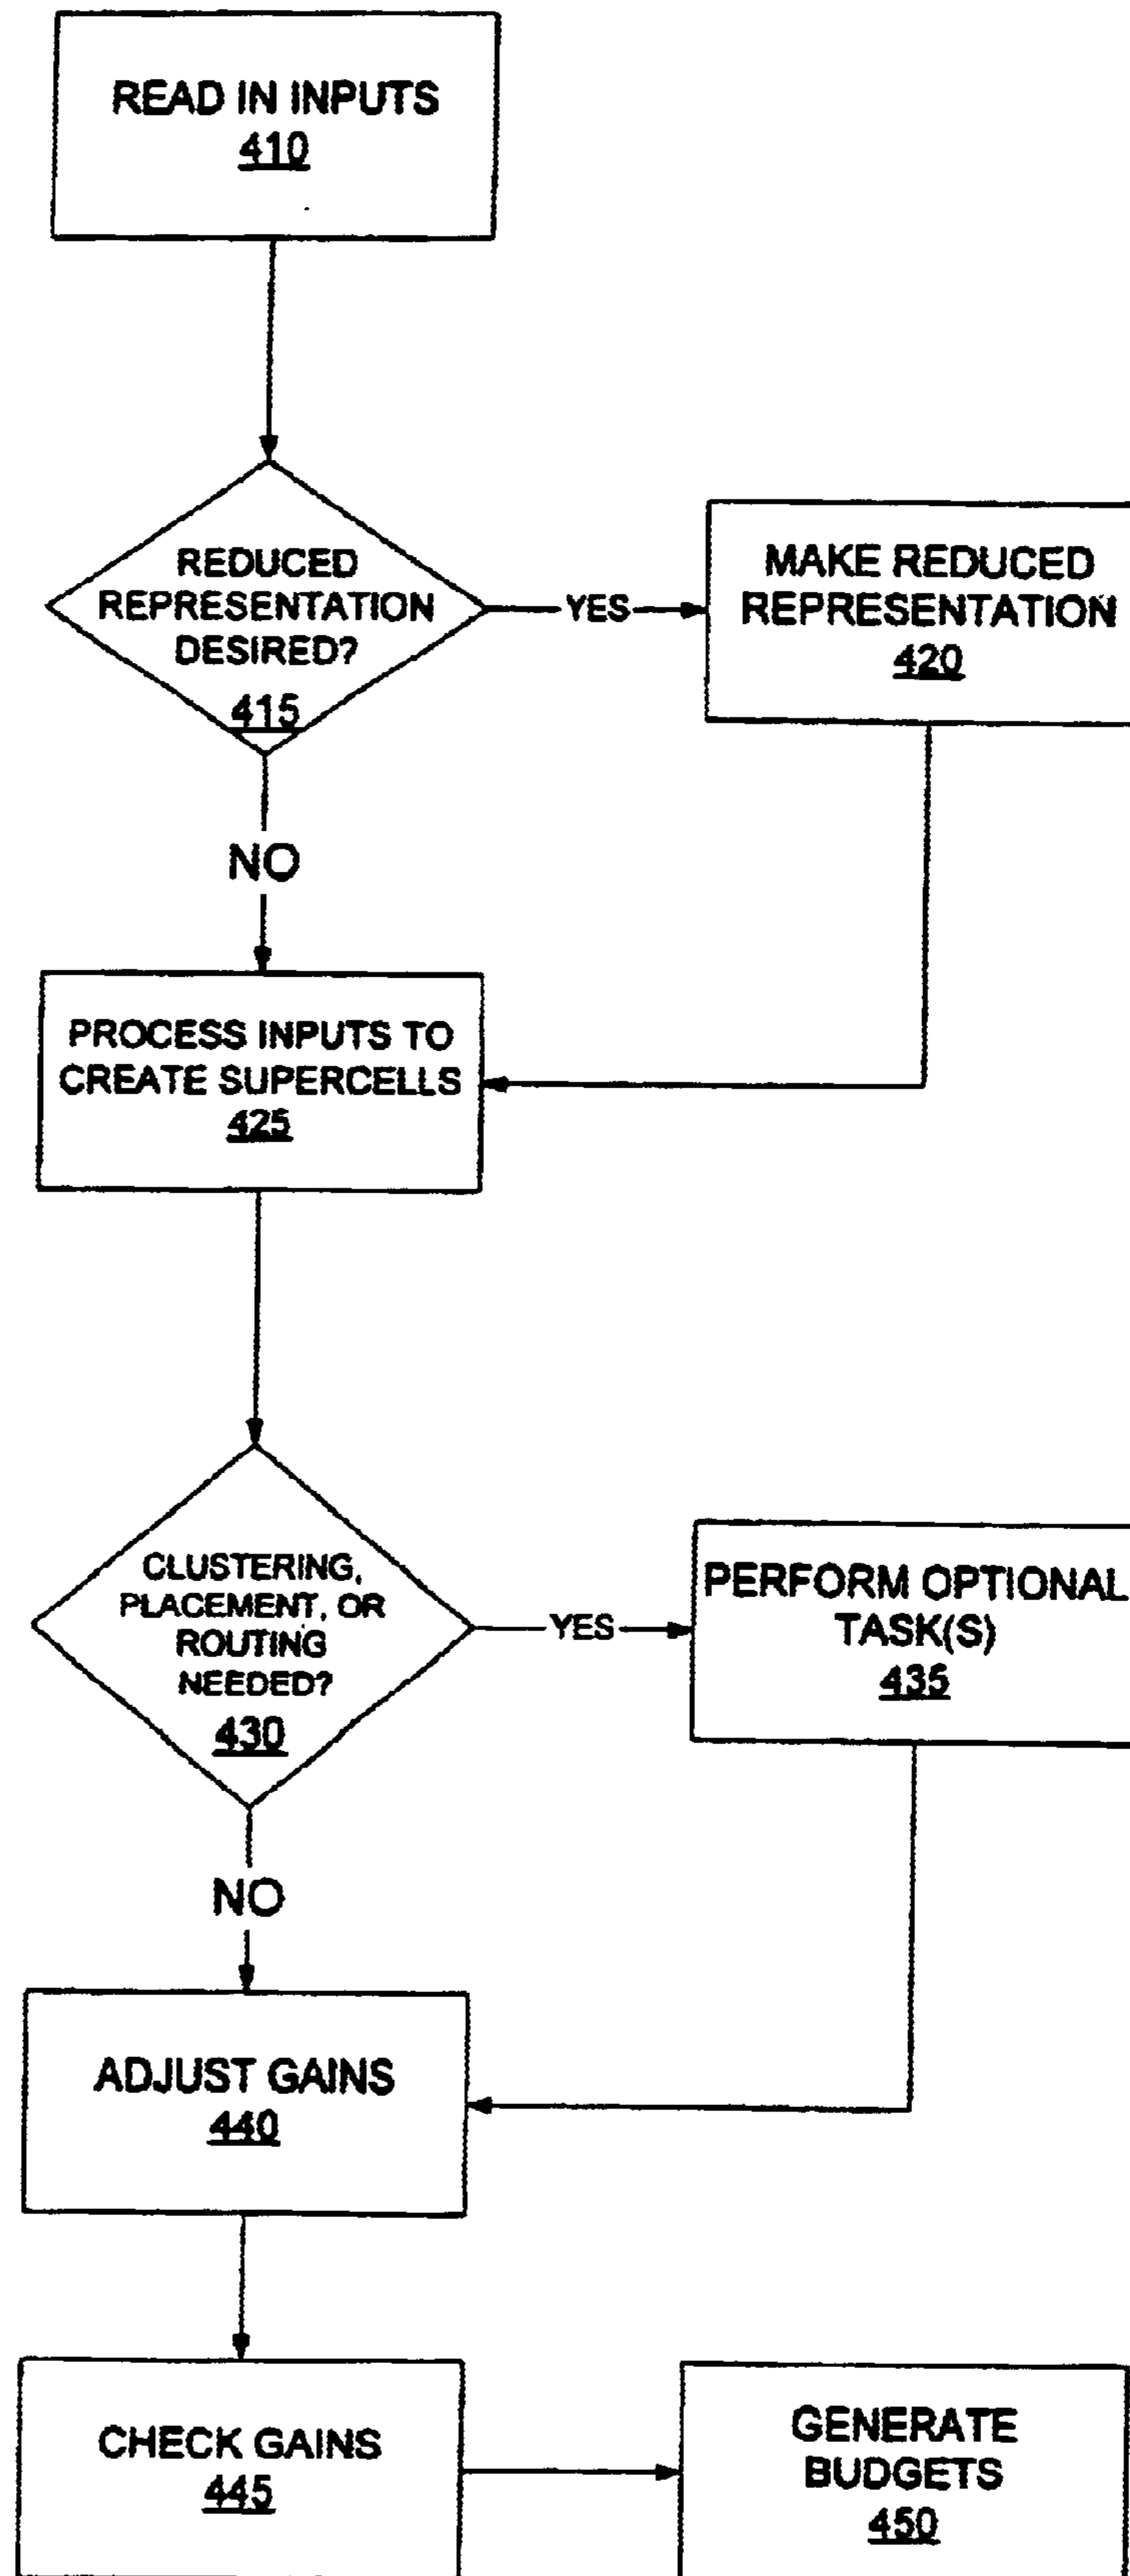 READ IN INPUTS
410
REDUCED
REPRESENTATION
DESIRED?
415
YES
MAKE REDUCED
REPRESENTATION
420
NO
PROCESS INPUTS TO
CREATE SUPERCELLS
425
CLUSTERING,
PLACEMENT, OR
ROUTING
NEEDED?
430
YES
PERFORM OPTIONAL
TASK(S)
435
NO
ADJUST GAINS
440
CHECK GAINS
445
GENERATE
BUDGETS
450